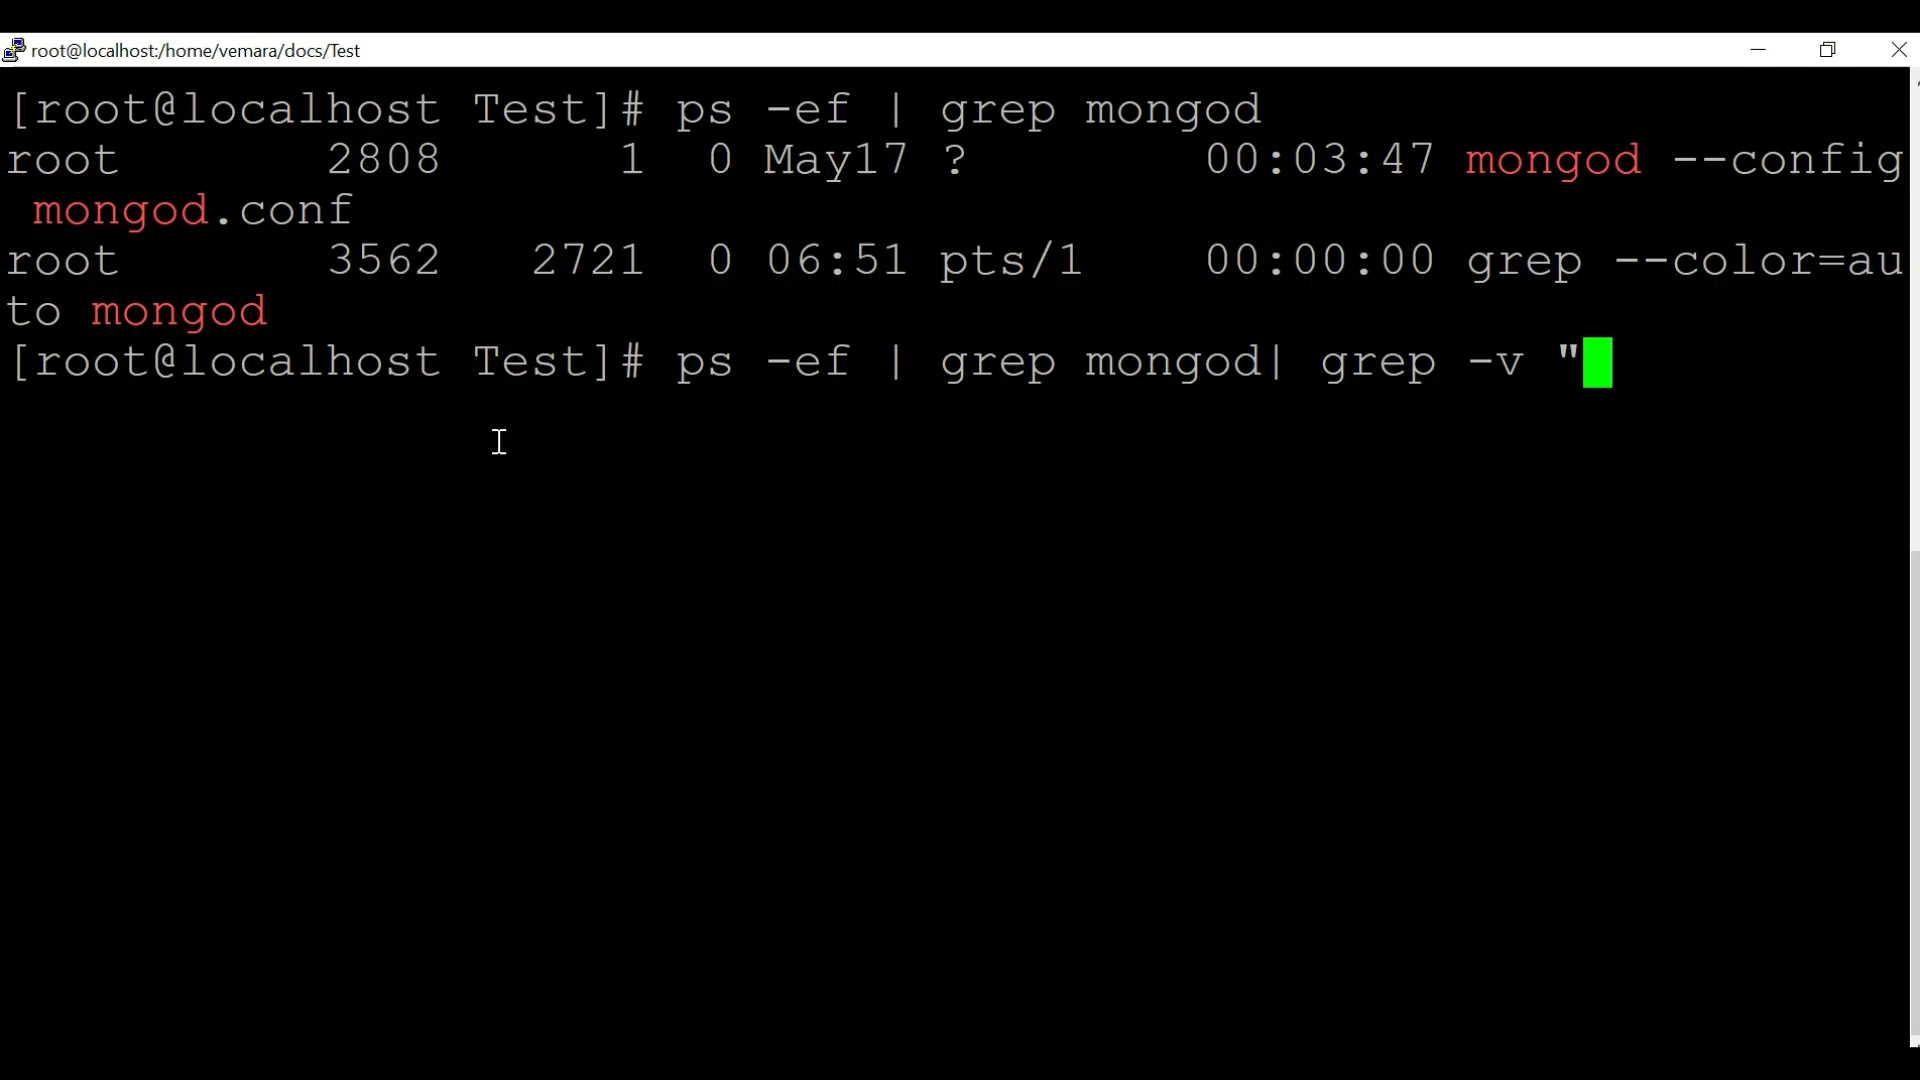 root@localhost:/home/vemara/docs/Test
[root@localhost Test]# ps -ef | grep mongod
root       2808      1  0 May17 ?        00:03:47 mongod --config
 mongod.conf
root       3562   2721  0 06:51 pts/1    00:00:00 grep --color=au
to mongod
[root@localhost Test]# ps -ef | grep mongod| grep -v "